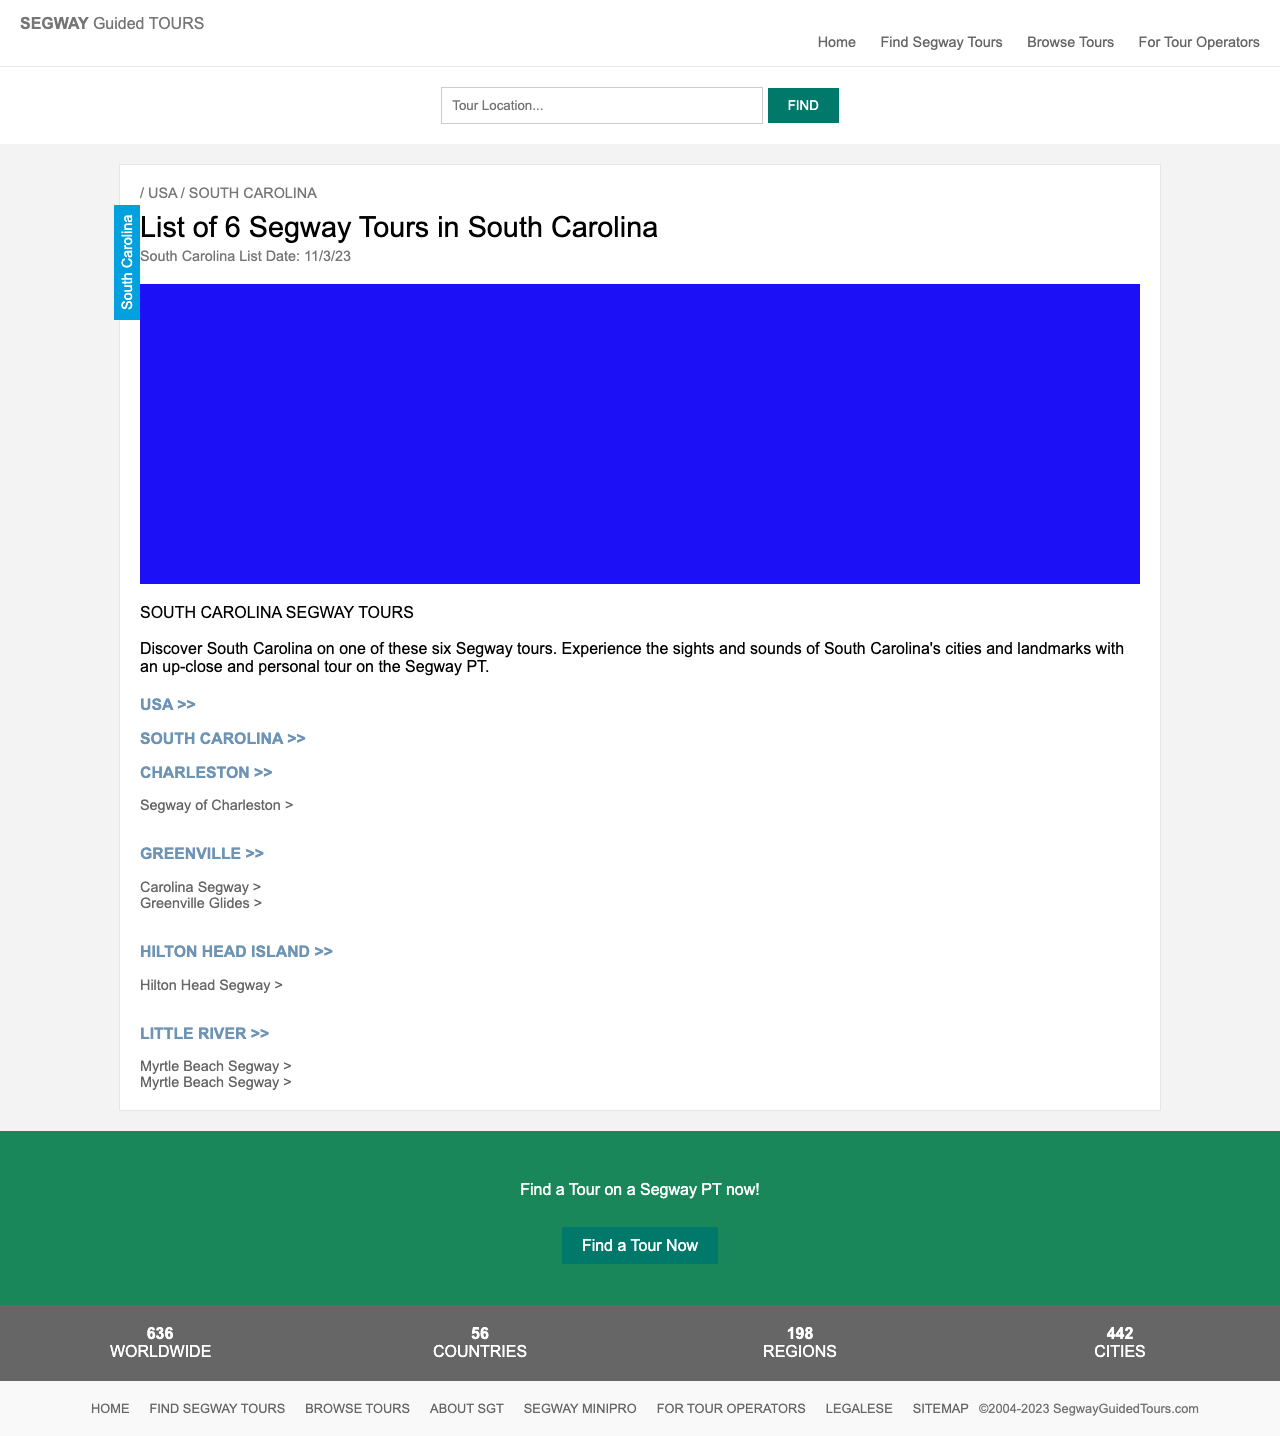 SEGWAY Guided TOURS
Home Find Segway Tours Browse Tours For Tour Operators
Tour Location... FIND
/ USA / SOUTH CAROLINA
South Carolina
List of 6 Segway Tours in South Carolina
South Carolina List Date: 11/3/23
SOUTH CAROLINA SEGWAY TOURS
Discover South Carolina on one of these six Segway tours. Experience the sights and sounds of South Carolina's cities and landmarks with
an up-close and personal tour on the Segway PT.
USA >>
SOUTH CAROLINA >>
CHARLESTON >>
Segway of Charleston >
GREENVILLE >>
Carolina Segway >
Greenville Glides >
HILTON HEAD ISLAND >>
Hilton Head Segway >
LITTLE RIVER >>
Myrtle Beach Segway >
Myrtle Beach Segway >
Find a Tour on a Segway PT now!
Find a Tour Now
636 56 198 442
WORLDWIDE COUNTRIES REGIONS CITIES
HOME FIND SEGWAY TOURS BROWSE TOURS ABOUT SGT SEGWAY MINIPRO FOR TOUR OPERATORS LEGALESE SITEMAP ©2004-2023 SegwayGuidedTours.com